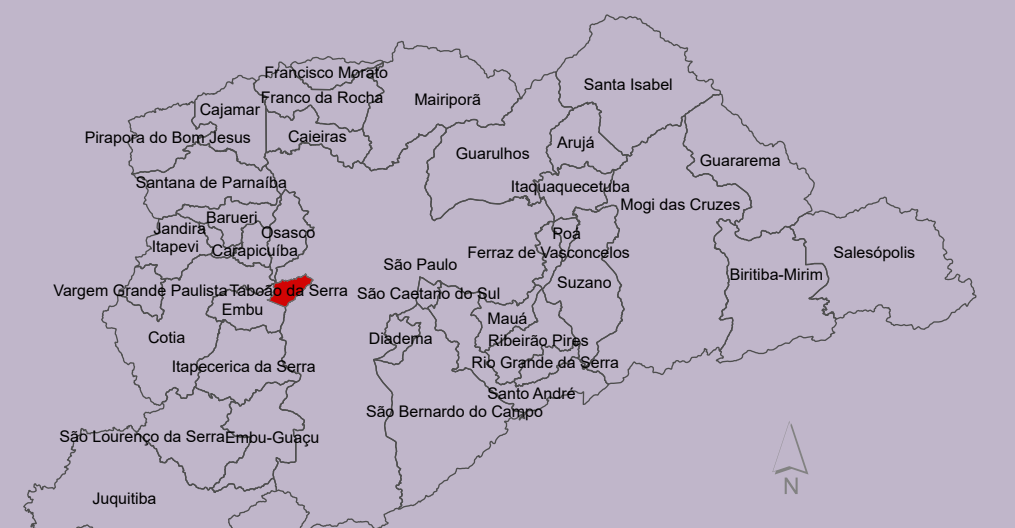 Francisco Morato
Santa Isabel
Franco da Rocha
Mairiporã
Cajamar
Pirapora do Bom Jesus
Caieiras
Arujá
Guarulhos
Guararema
Santana de Parnaíba
Itaquaquecetuba
Mogi das Cruzes
Barueri
Jandira
Osasco
Poá
Itapevi
Carapicuíba
Ferraz de Vasconcelos
Salesópolis
São Paulo
Biritiba-Mirim
Suzano
Vargem Grande Paulista
Taboão da Serra
São Caetano do Sul
Embu
Mauá
Cotia
Diadema
Ribeirão Pires
Itapecerica da Serra
Rio Grande da Serra
Santo André
São Bernardo do Campo
São Lourenço da Serra
Embu-Guaçu
Juquitiba
N